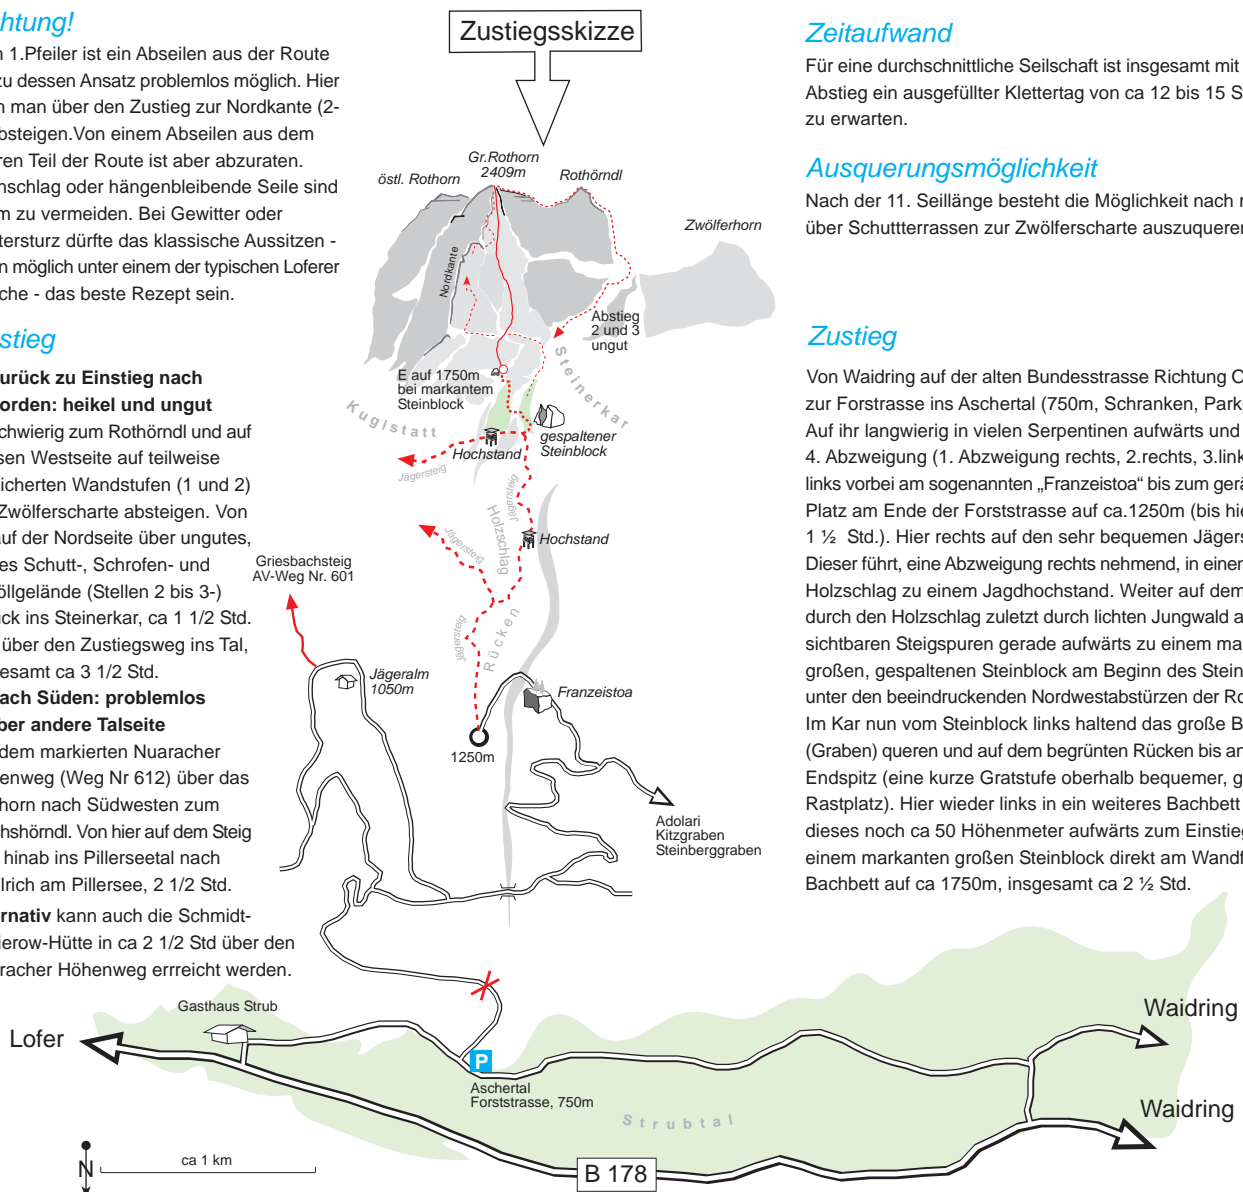 htung!
1.Pfeiler ist ein Abseilen aus der Route
zu dessen Ansatz problemlos möglich. Hier
n man über den Zustieg zur Nordkante (2-
bsteigen.Von einem Abseilen aus dem
ren Teil der Route ist aber abzuraten.
nschlag oder hängenbleibende Seile sind
m zu vermeiden. Bei Gewitter oder
tersturz dürfte das klassische Aussitzen -
n möglich unter einem der typischen Loferer
che - das beste Rezept sein.
stieg
urück zu Einstieg nach
orden: heikel und ungut
chwierig zum Rothörndl und auf
sen Westseite auf teilweise
icherten Wandstufen (1 und 2)
Zwölferscharte absteigen. Von
auf der Nordseite über ungutes,
es Schutt-, Schrofen- und
öllgelände (Stellen 2 bis 3-)
ück ins Steinerkar, ca 1 1/2 Std.
über den Zustiegsweg ins Tal,
gesamt ca 3 1/2 Std.
ach Süden: problemlos
ber andere Talseite
dem markierten Nuaracher
enweg (Weg Nr 612) über das
horn nach Südwesten zum
chshörndl. Von hier auf dem Steig
hinab ins Pillerseetal nach
lrich am Pillersee, 2 1/2 Std.
rnativ kann auch die Schmidt-
ierow-Hütte in ca 2 1/2 Std über den
racher Höhenweg errreicht werden.
Zustiegsskizze
Gr.Rothorn
2409m
östl. Rothorn
Rothörndl
Zwölferhorn
Nordkante
Abstieg
2 und 3
ungut
Steinerkar
E auf 1750m
bei markantem
Steinblock
Kuglstatt
gespaltener
Steinblock
Hochstand
Jägersteig
Jägersteig
Holzschlag
Hochstand
Jägersteig
Griesbachsteig
AV-Weg Nr. 601
Jägersteig
Rücken
Jägeralm
1050m
Franzeistoa
1250m
Adolari
Kitzgraben
Steinberggraben
Zeitaufwand
Für eine durchschnittliche Seilschaft ist insgesamt mit
Abstieg ein ausgefüllter Klettertag von ca 12 bis 15 S
zu erwarten.
Ausquerungsmöglichkeit
Nach der 11. Seillänge besteht die Möglichkeit nach r
über Schuttterrassen zur Zwölferscharte auszuqueren
Zustieg
Von Waidring auf der alten Bundesstrasse Richtung O
zur Forstrasse ins Aschertal (750m, Schranken, Parkp
Auf ihr langwierig in vielen Serpentinen aufwärts und
4. Abzweigung (1. Abzweigung rechts, 2.rechts, 3.link
links vorbei am sogenannten „Franzeistoa“ bis zum gerä
Platz am Ende der Forststrasse auf ca.1250m (bis hie
1 ½ Std.). Hier rechts auf den sehr bequemen Jägers
Dieser führt, eine Abzweigung rechts nehmend, in einen
Holzschlag zu einem Jagdhochstand. Weiter auf dem
durch den Holzschlag zuletzt durch lichten Jungwald a
sichtbaren Steigspuren gerade aufwärts zu einem ma
großen, gespaltenen Steinblock am Beginn des Stein
unter den beeindruckenden Nordwestabstürzen der Ro
Im Kar nun vom Steinblock links haltend das große B
(Graben) queren und auf dem begrünten Rücken bis an
Endspitz (eine kurze Gratstufe oberhalb bequemer, g
Rastplatz). Hier wieder links in ein weiteres Bachbett
dieses noch ca 50 Höhenmeter aufwärts zum Einstieg
einem markanten großen Steinblock direkt am Wandf
Bachbett auf ca 1750m, insgesamt ca 2 ½ Std.
Gasthaus Strub
Lofer
Waidring
P
Aschertal
Forststrasse, 750m
Strubtal
Waidring
N
ca 1 km
B 178